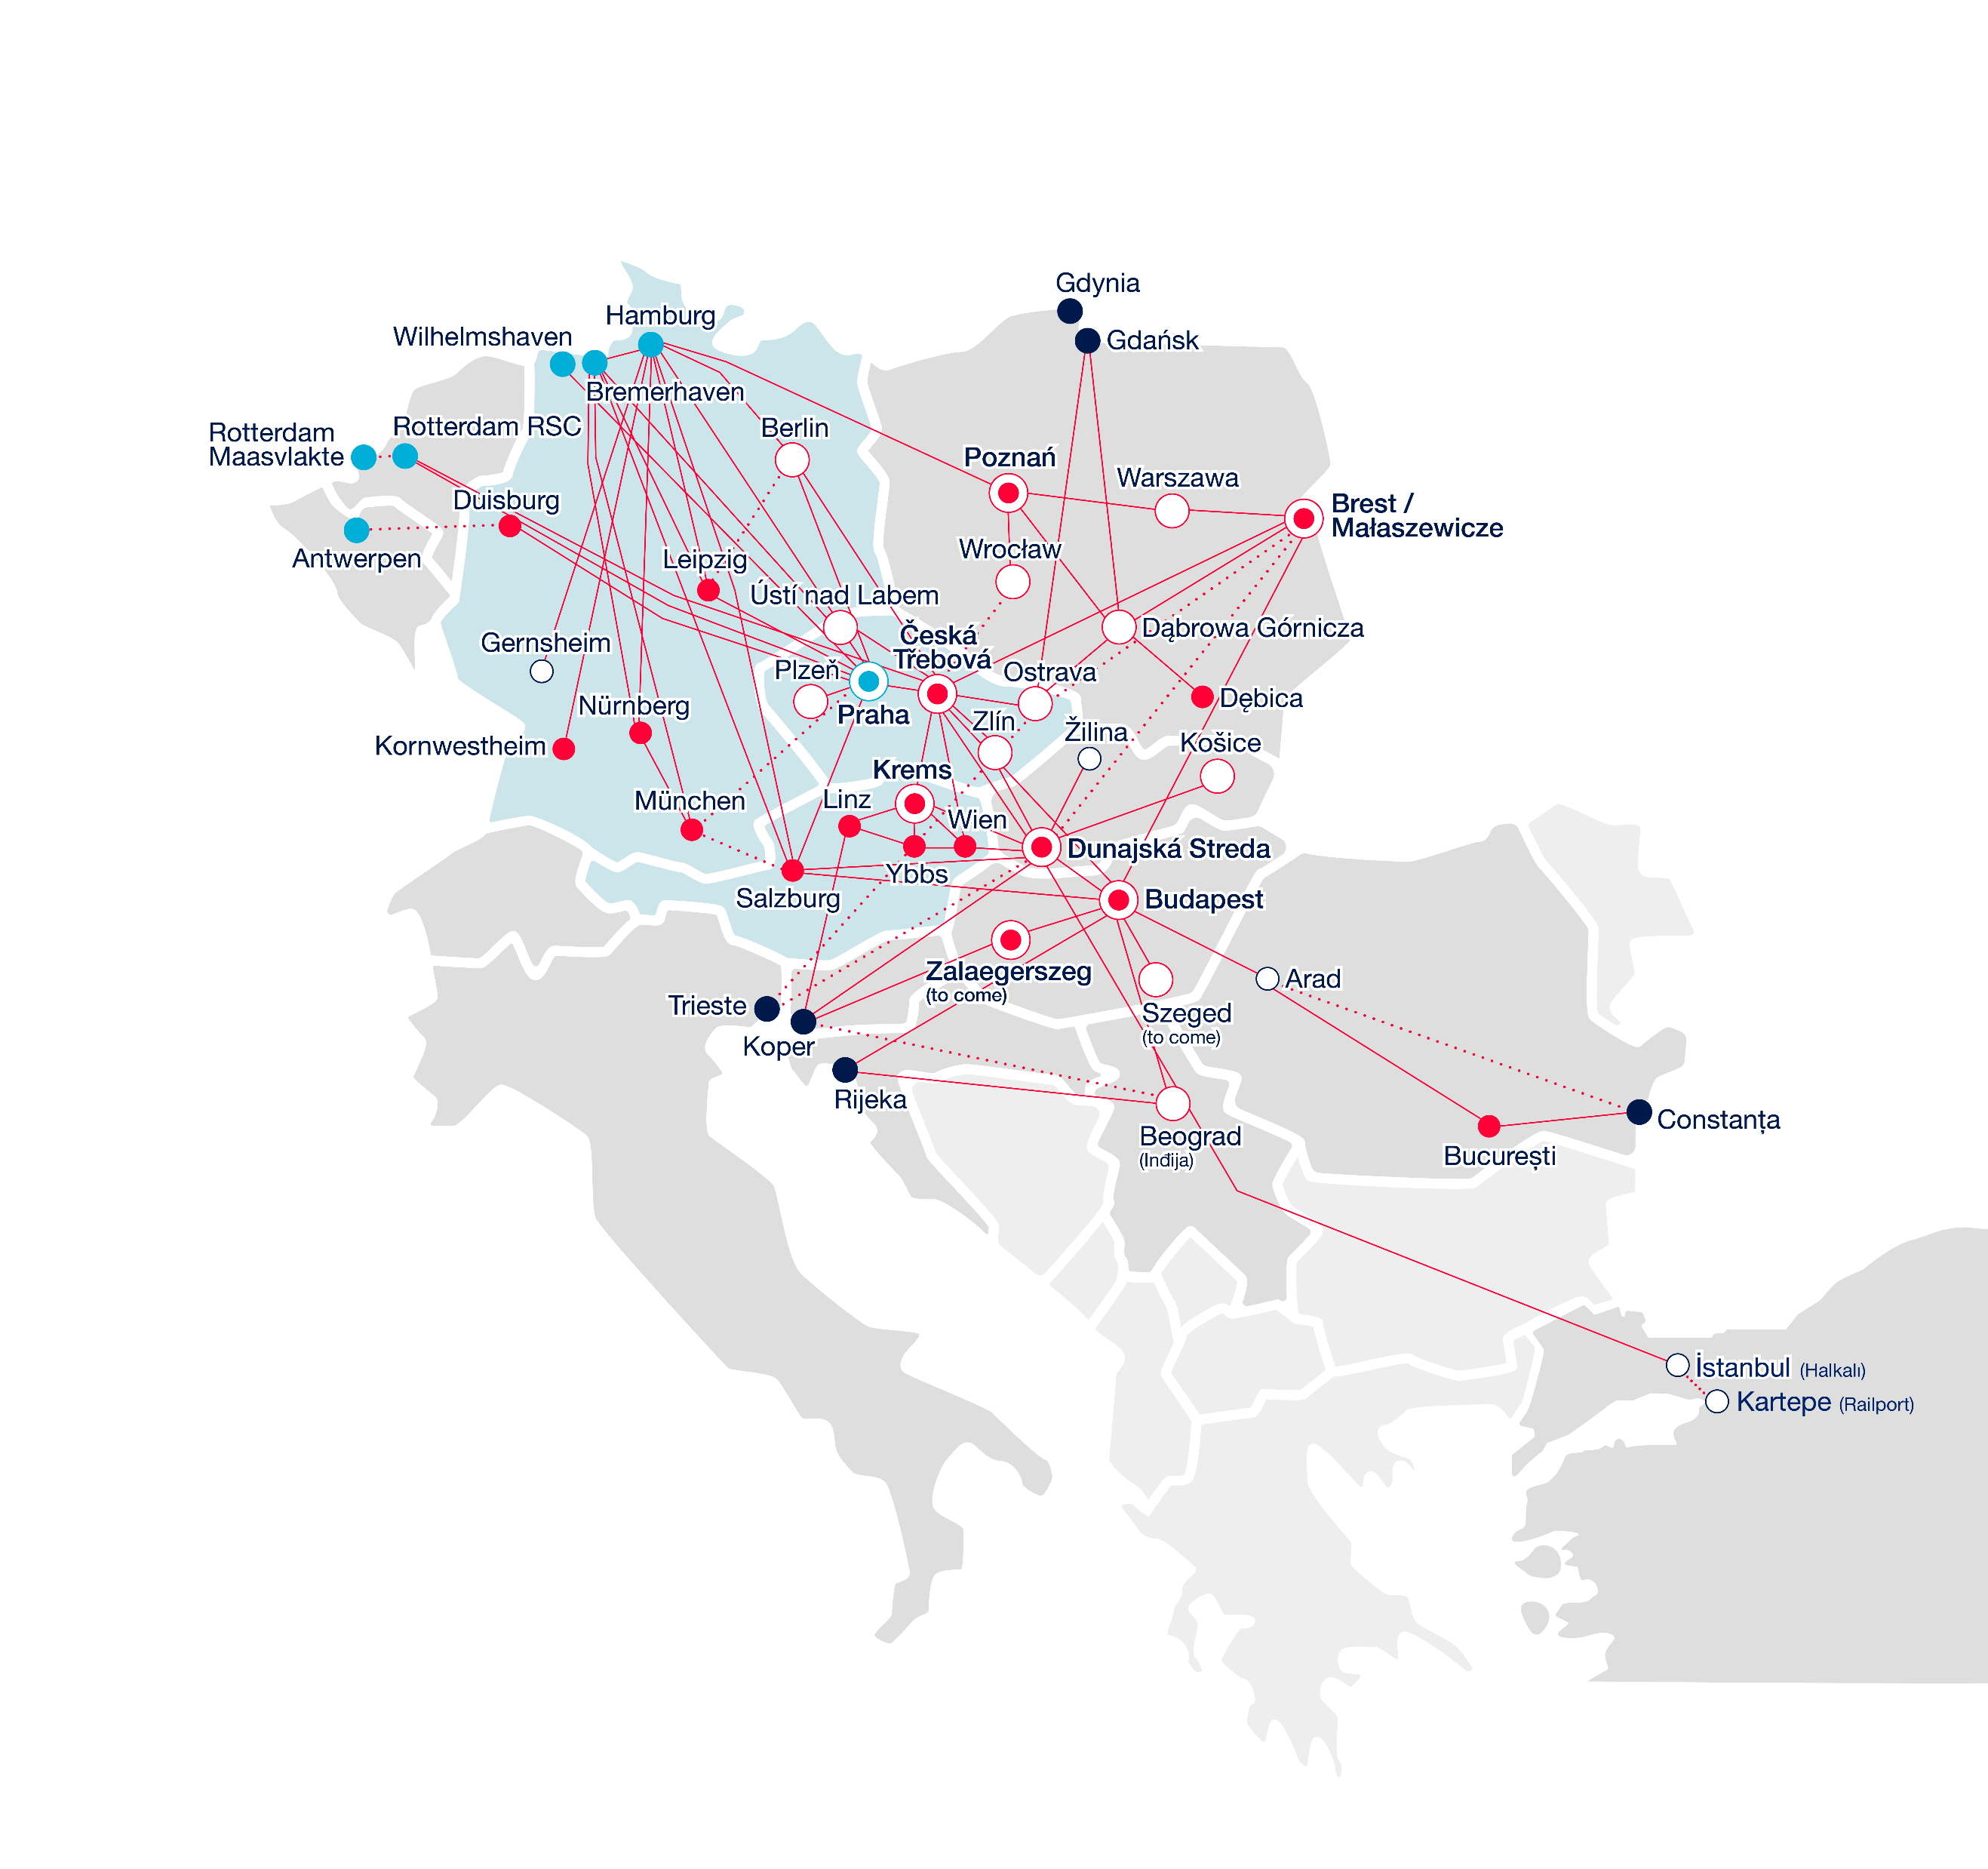 Gdynia
Hamburg
Wilhelmshaven
Gdańsk
Bremerhaven
Rotterdam RSC
Berlin
Rotterdam
Maasvlakte
Poznań
Warszawa
Duisburg
Brest /
Małaszewicze
Antwerpen
Leipzig
Wrocław
Ústí nad Labem
Dąbrowa Górnicza
Gernsheim
Česká
Třebová
Plzeň
Ostrava
Dębica
Nürnberg
Praha
Zlín
Žilina
Košice
Kornwestheim
Krems
München
Linz
Wien
Dunajská Streda
Ybbs
Salzburg
Budapest
Zalaegerszeg
(to come)
Arad
Trieste
Szeged
(to come)
Koper
Rijeka
Constanța
Beograd
(Inđija)
București
İstanbul (Halkalı)
Kartepe (Railport)